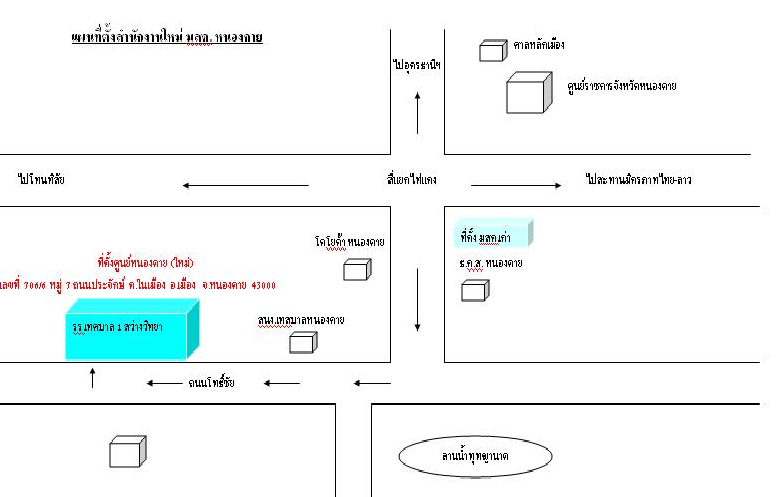 แผนที่ตั้งสำนักงานใหม่ มสก. หนองคาย
ศาลหลักเมือง
ไปอุดรธานีฯ
ศูนย์ราชการจังหวัดหนองคาย
ไปโพนพิสัย
สี่แยกไฟแดง
ไปสะพานมิตรภาพไทย-ลาว
ที่ตั้ง มสก.เก่า
โตโยต้า หนองคาย
ที่ตั้งศูนย์หนองคาย (ใหม่)
ธ.ก.ส. หนองคาย
เลขที่ 706/6 หมู่ 7 ถนนประจักษ์ ต.ในเมือง อ.เมือง จ.หนองคาย 43000
รร.เทศบาล 1 สว่างวิทยา
สนง.เทศบาลหนองคาย
ถนนโพธิ์ชัย
ลานน้ำพุพญานาค